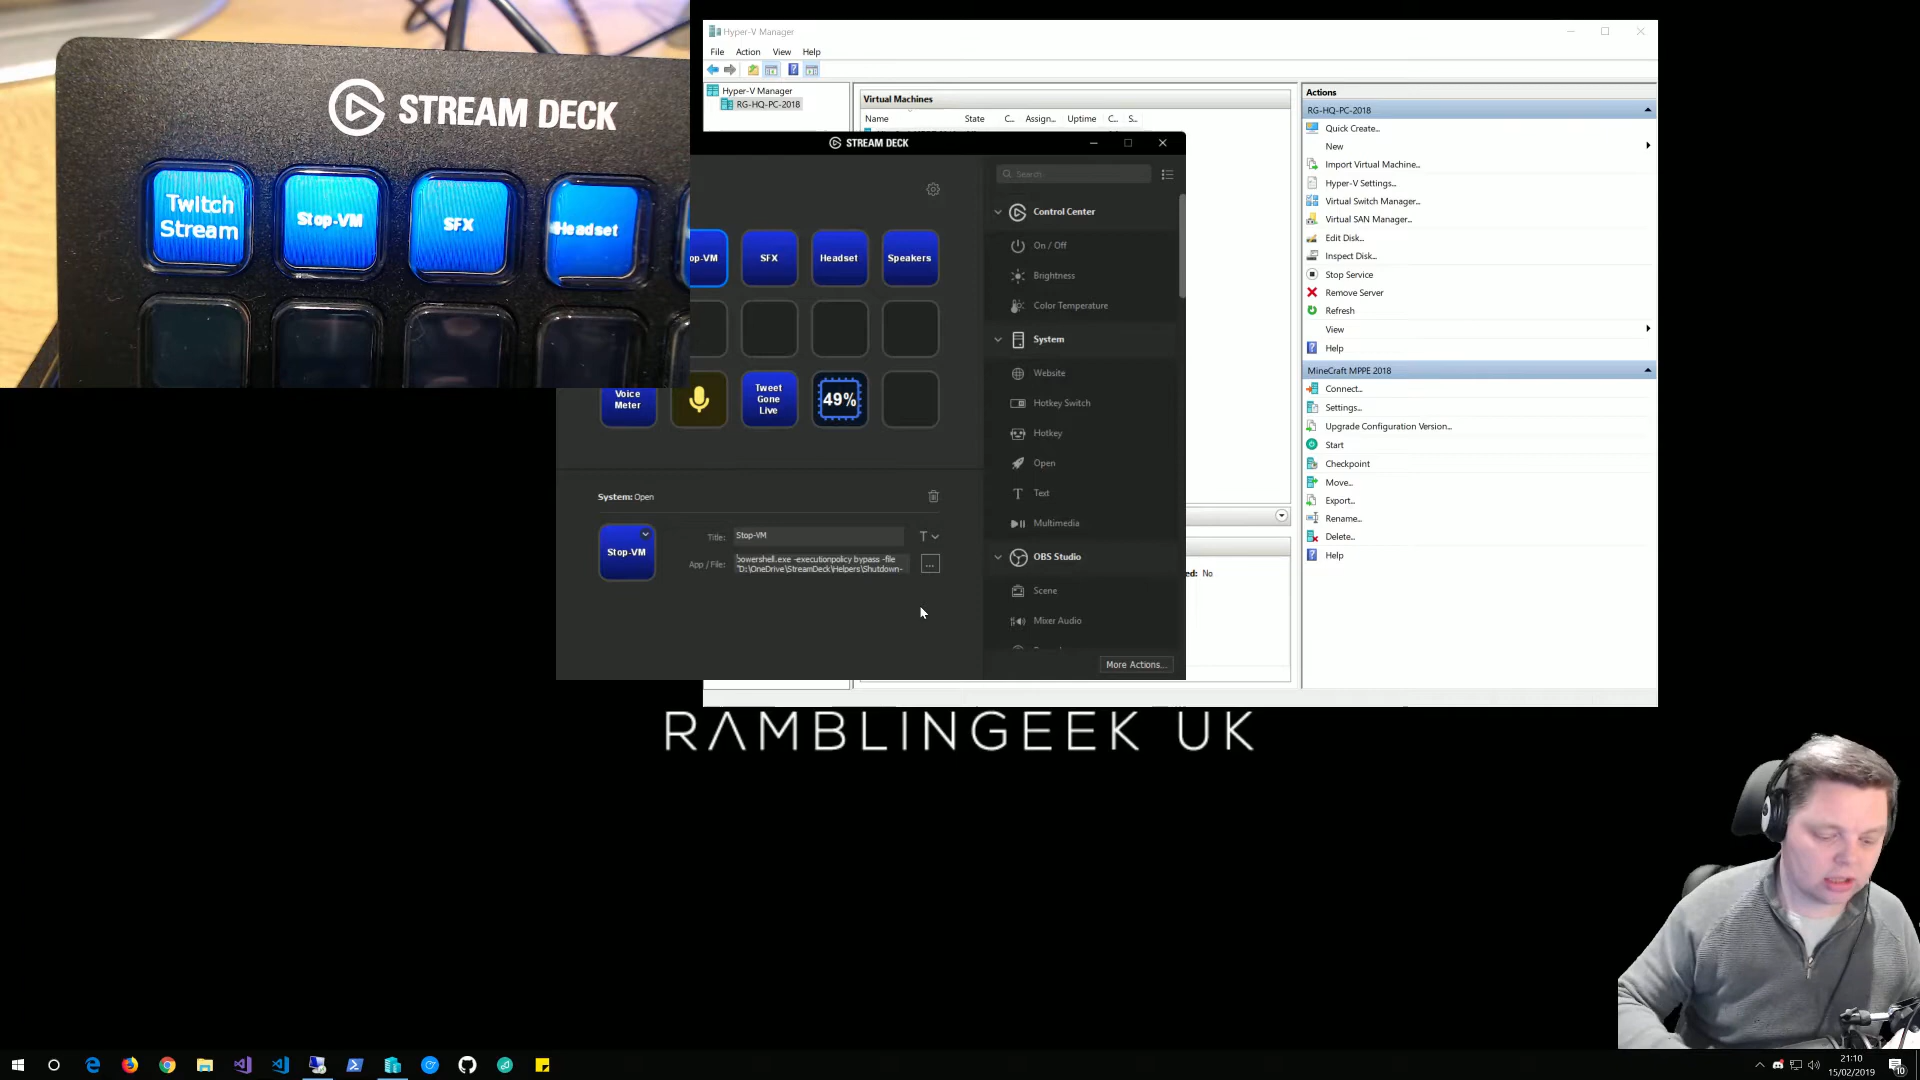 STREAM DECK
Twitch
Stream
Stop-VM
SFX
Headset
Hyper-V Manager
File Action View Help
Hyper-V Manager
RG-HQ-PC-2018
Virtual Machines
Name State C... Assign... Uptime C... S...
STREAM DECK
Search
Control Center
On / Off
Brightness
Color Temperature
System
Website
Hotkey Switch
Hotkey
Open
Text
Multimedia
OBS Studio
Scene
Mixer Audio
More Actions...
op-VM
SFX
Headset
Speakers
Voice
Meter
Tweet
Gone
Live
49%
System: Open
Stop-VM
Title: Stop-VM
App / File: powershell.exe -executionpolicy bypass -file
"D:\OneDrive\StreamDeck\Helpers\Shutdown-
...
ed: No
Actions
RG-HQ-PC-2018
Quick Create...
New
Import Virtual Machine...
Hyper-V Settings...
Virtual Switch Manager...
Virtual SAN Manager...
Edit Disk...
Inspect Disk...
Stop Service
Remove Server
Refresh
View
Help
MineCraft MPPE 2018
Connect...
Settings...
Upgrade Configuration Version...
Start
Checkpoint
Move...
Export...
Rename...
Delete...
Help
RAMBLINGEEK UK
21:10
15/02/2019
10